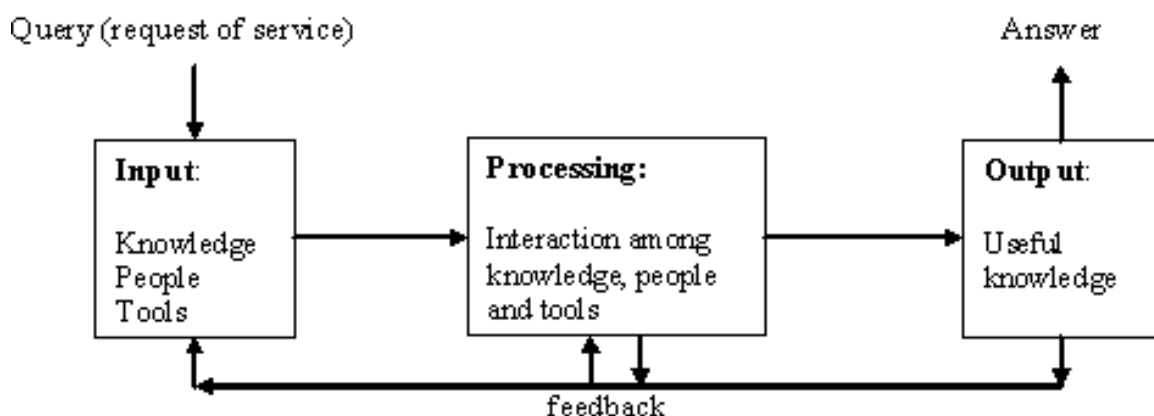 Query (request of service)
Answer
Input:
Knowledge
People
Tools
Processing:
Interaction among
knowledge, people
and tools
Output:
Useful
knowledge
feedback